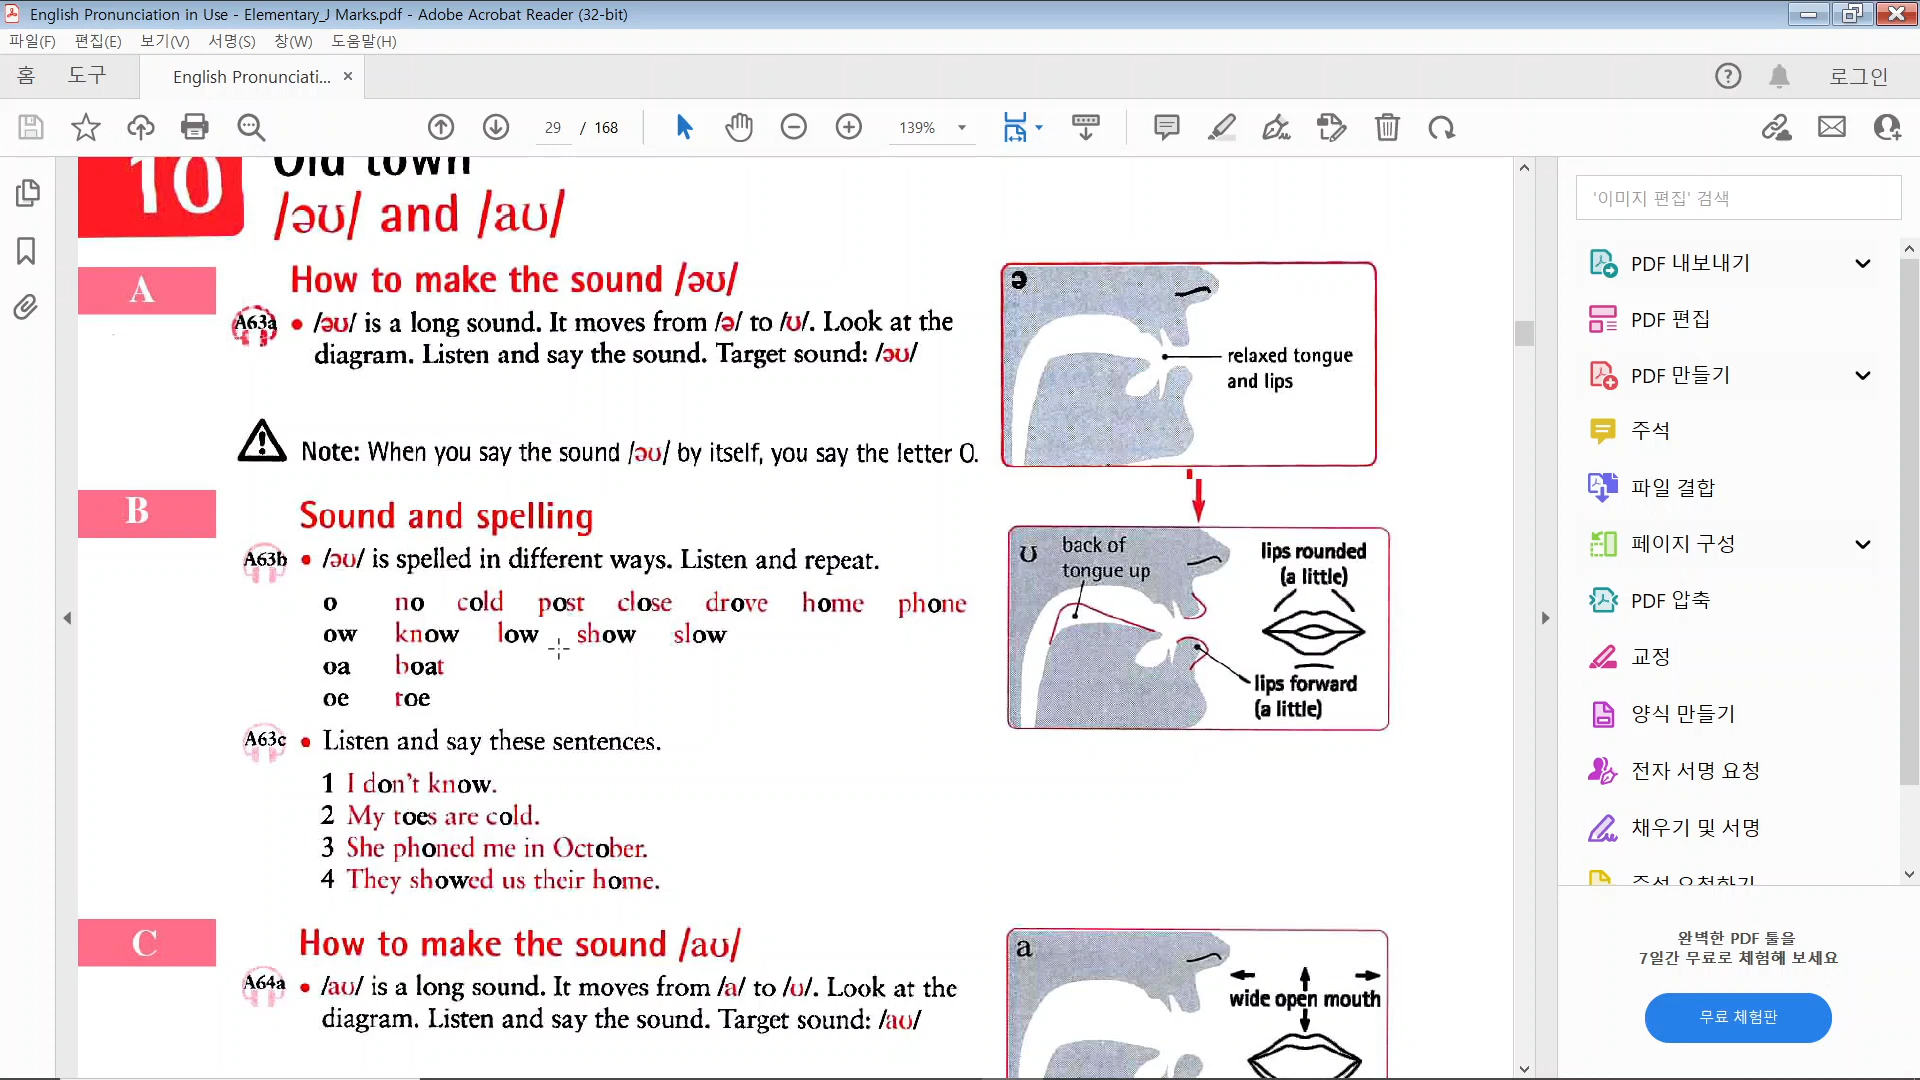 English Pronunciation in Use - Elementary_J Marks.pdf - Adobe Acrobat Reader (32-bit)
파일(F) 편집(E) 보기(V) 서명(S) 창(W) 도움말(H)
홈 도구 English Pronunciati... × 로그인
29 / 168 139%
10 Old town
/əʊ/ and /aʊ/
A How to make the sound /əʊ/
A63a • /əʊ/ is a long sound. It moves from /ə/ to /ʊ/. Look at the
diagram. Listen and say the sound. Target sound: /əʊ/
ə
relaxed tongue
and lips
Note: When you say the sound /əʊ/ by itself, you say the letter O.
B Sound and spelling
A63b • /əʊ/ is spelled in different ways. Listen and repeat.
o no cold post close drove home phone
ow know low show slow
oa boat
oe toe
ʊ
back of
tongue up
lips rounded
(a little)
lips forward
(a little)
A63c • Listen and say these sentences.
1 I don't know.
2 My toes are cold.
3 She phoned me in October.
4 They showed us their home.
C How to make the sound /aʊ/
A64a • /aʊ/ is a long sound. It moves from /a/ to /ʊ/. Look at the
diagram. Listen and say the sound. Target sound: /aʊ/
a
wide open mouth
'이미지 편집' 검색
PDF 내보내기
PDF 편집
PDF 만들기
주석
파일 결합
페이지 구성
PDF 압축
교정
양식 만들기
전자 서명 요청
채우기 및 서명
주석 요청하기
완벽한 PDF 툴을
7일간 무료로 체험해 보세요
무료 체험판